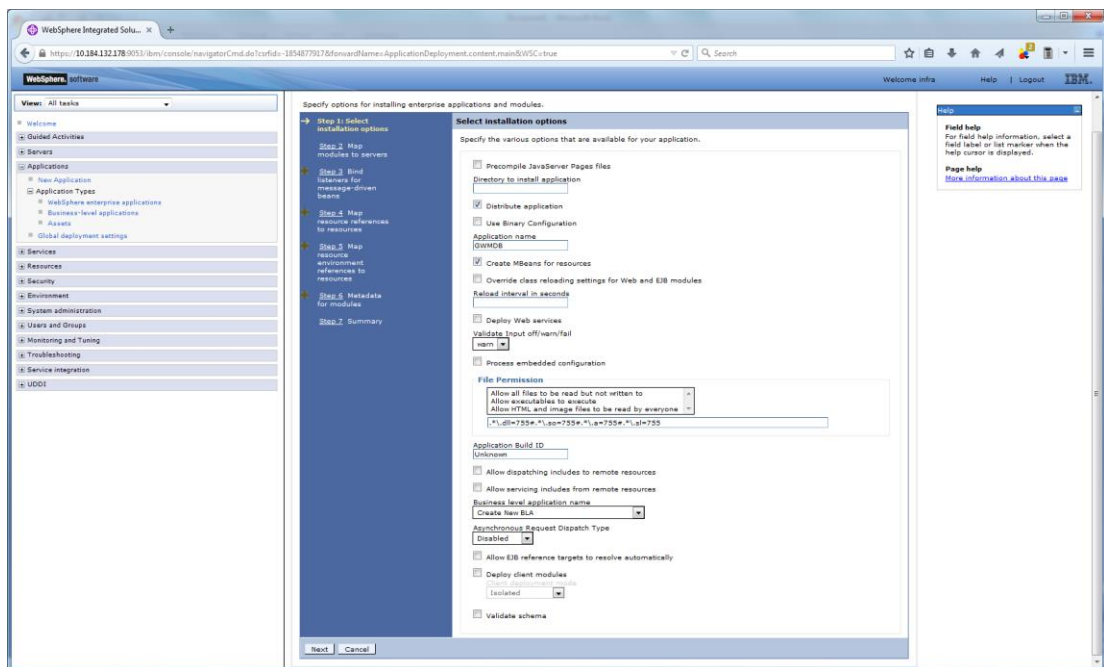 WebSphere Integrated Solu... ×
https://10.184.132.178:9053/ibm/console/navigatorCmd.do?csrfid=-1854877917&forwardName=ApplicationDeployment.content.main&WSC=true
Search
WebSphere. software
Welcome infra
Help | Logout
IBM.
View: All tasks
Welcome
Guided Activities
Servers
Applications
New Application
Application Types
WebSphere enterprise applications
Business-level applications
Assets
Global deployment settings
Services
Resources
Security
Environment
System administration
Users and Groups
Monitoring and Tuning
Troubleshooting
Service integration
UDDI
Specify options for installing enterprise applications and modules.
Step 1: Select
installation options
Step 2 Map
modules to servers
Step 3 Bind
listeners for
message-driven
beans
Step 4 Map
resource references
to resources
Step 5 Map
resource
environment
references to
resources
Step 6 Metadata
for modules
Step 7 Summary
Select installation options
Specify the various options that are available for your application.
Precompile JavaServer Pages files
Directory to install application
Distribute application
Use Binary Configuration
Application name
GWMDB
Create MBeans for resources
Override class reloading settings for Web and EJB modules
Reload interval in seconds
Deploy Web services
Validate Input off/warn/fail
warn
Process embedded configuration
File Permission
Allow all files to be read but not written to
Allow executables to execute
Allow HTML and image files to be read by everyone
.*\.dll=755#.*\.so=755#.*\.a=755#.*\.sl=755
Application Build ID
Unknown
Allow dispatching includes to remote resources
Allow servicing includes from remote resources
Business level application name
Create New BLA
Asynchronous Request Dispatch Type
Disabled
Allow EJB reference targets to resolve automatically
Deploy client modules
Client deployment mode
Isolated
Validate schema
Next
Cancel
Help
Field help
For field help information, select a
field label or list marker when the
help cursor is displayed.
Page help
More information about this page